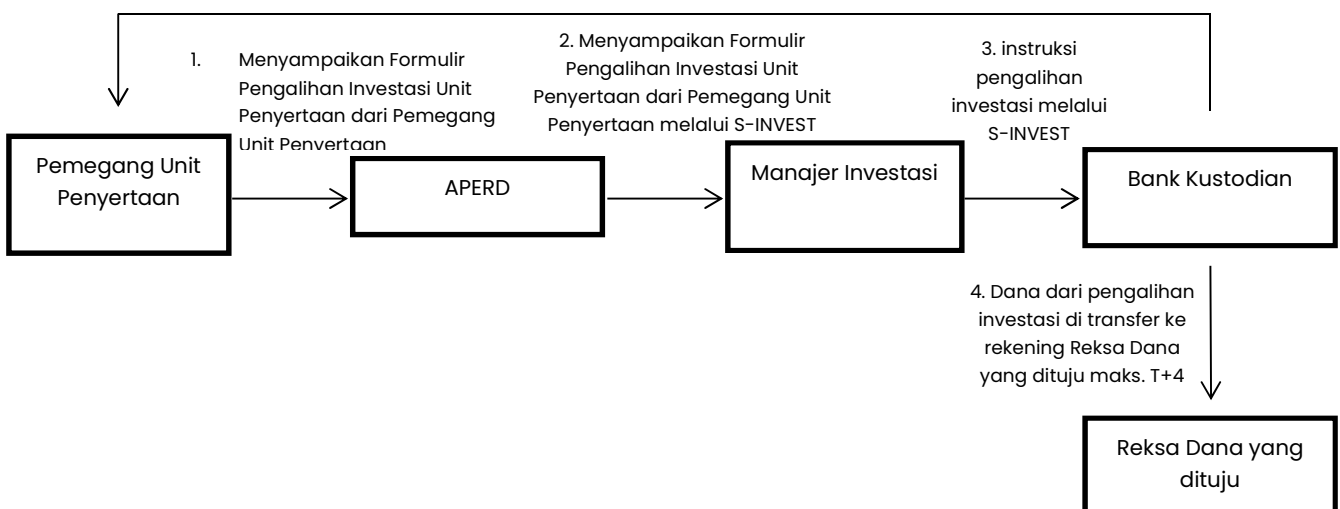 1. Menyampaikan Formulir
Pengalihan Investasi Unit
Penyertaan dari Pemegang
Unit Penyertaan
2. Menyampaikan Formulir
Pengalihan Investasi Unit
Penyertaan dari Pemegang Unit
Penyertaan melalui S-INVEST
3. instruksi
pengalihan
investasi melalui
S-INVEST
Pemegang Unit
Penyertaan
APERD
Manajer Investasi
Bank Kustodian
4. Dana dari pengalihan
investasi di transfer ke
rekening Reksa Dana
yang dituju maks. T+4
Reksa Dana yang
dituju